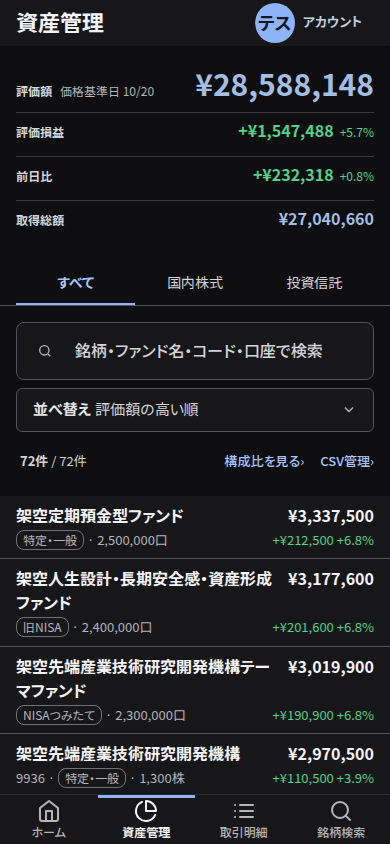 資産管理
テス アカウント
評価額 価格基準日 10/20 ¥28,588,148
評価損益 +¥1,547,488 +5.7%
前日比 +¥232,318 +0.8%
取得総額 ¥27,040,660
すべて 国内株式 投資信託
銘柄・ファンド名・コード・口座で検索
並べ替え 評価額の高い順
72件 / 72件 構成比を見る› CSV管理›
架空定期預金型ファンド ¥3,337,500
特定・一般 · 2,500,000口 +¥212,500 +6.8%
架空人生設計・長期安全感・資産形成 ¥3,177,600
ファンド
旧NISA · 2,400,000口 +¥201,600 +6.8%
架空先端産業技術研究開発機構テー ¥3,019,900
マファンド
NISAつみたて · 2,300,000口 +¥190,900 +6.8%
架空先端産業技術研究開発機構 ¥2,970,500
9936 · 特定・一般 · 1,300株 +¥110,500 +3.9%
ホーム 資産管理 取引明細 銘柄検索